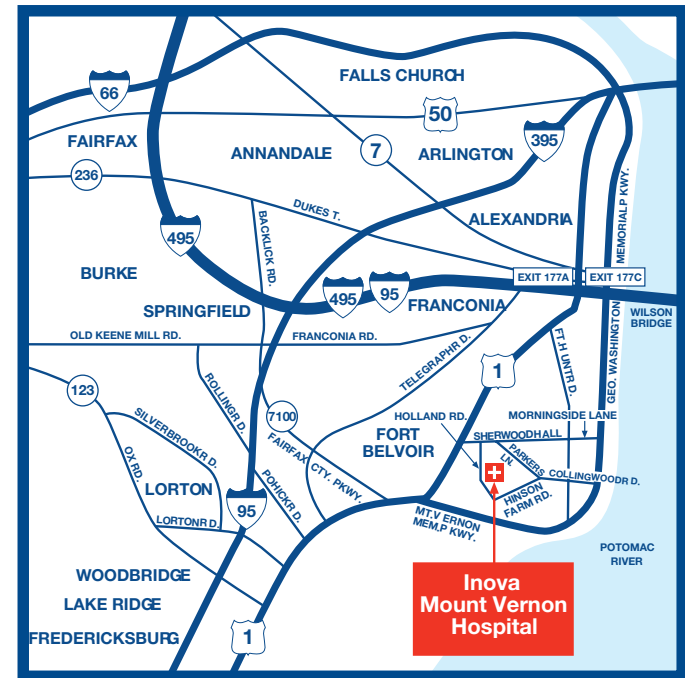 FALLS CHURCH
66
50
FAIRFAX
395
7
ANNANDALE
ARLINGTON
236
DUKES T.
BACKLICK RD.
ALEXANDRIA
MEMORIALP KWY.
495
BURKE
EXIT 177A
EXIT 177C
95
495
SPRINGFIELD
FRANCONIA
WILSON
BRIDGE
GEO. WASHINGTON
OLD KEENE MILL RD.
FRANCONIA RD.
TELEGRAPHR D.
FT.H UNTR D.
1
123
ROLLINGR D.
SILVERBROOKR D.
7100
HOLLAND RD.
MORNINGSIDE LANE
FORT
BELVOIR
SHERWOODHALL
OX RD.
FAIRFAX CTY. PKWY.
PARKERS
LN.
COLLINGWOODR D.
LORTON
POHICKR D.
HINSON
FARM RD.
95
LORTONR D.
MT.V ERNON
MEM.P KWY.
POTOMAC
RIVER
WOODBRIDGE
LAKE RIDGE
FREDERICKSBURG
1
Inova
Mount Vernon
Hospital